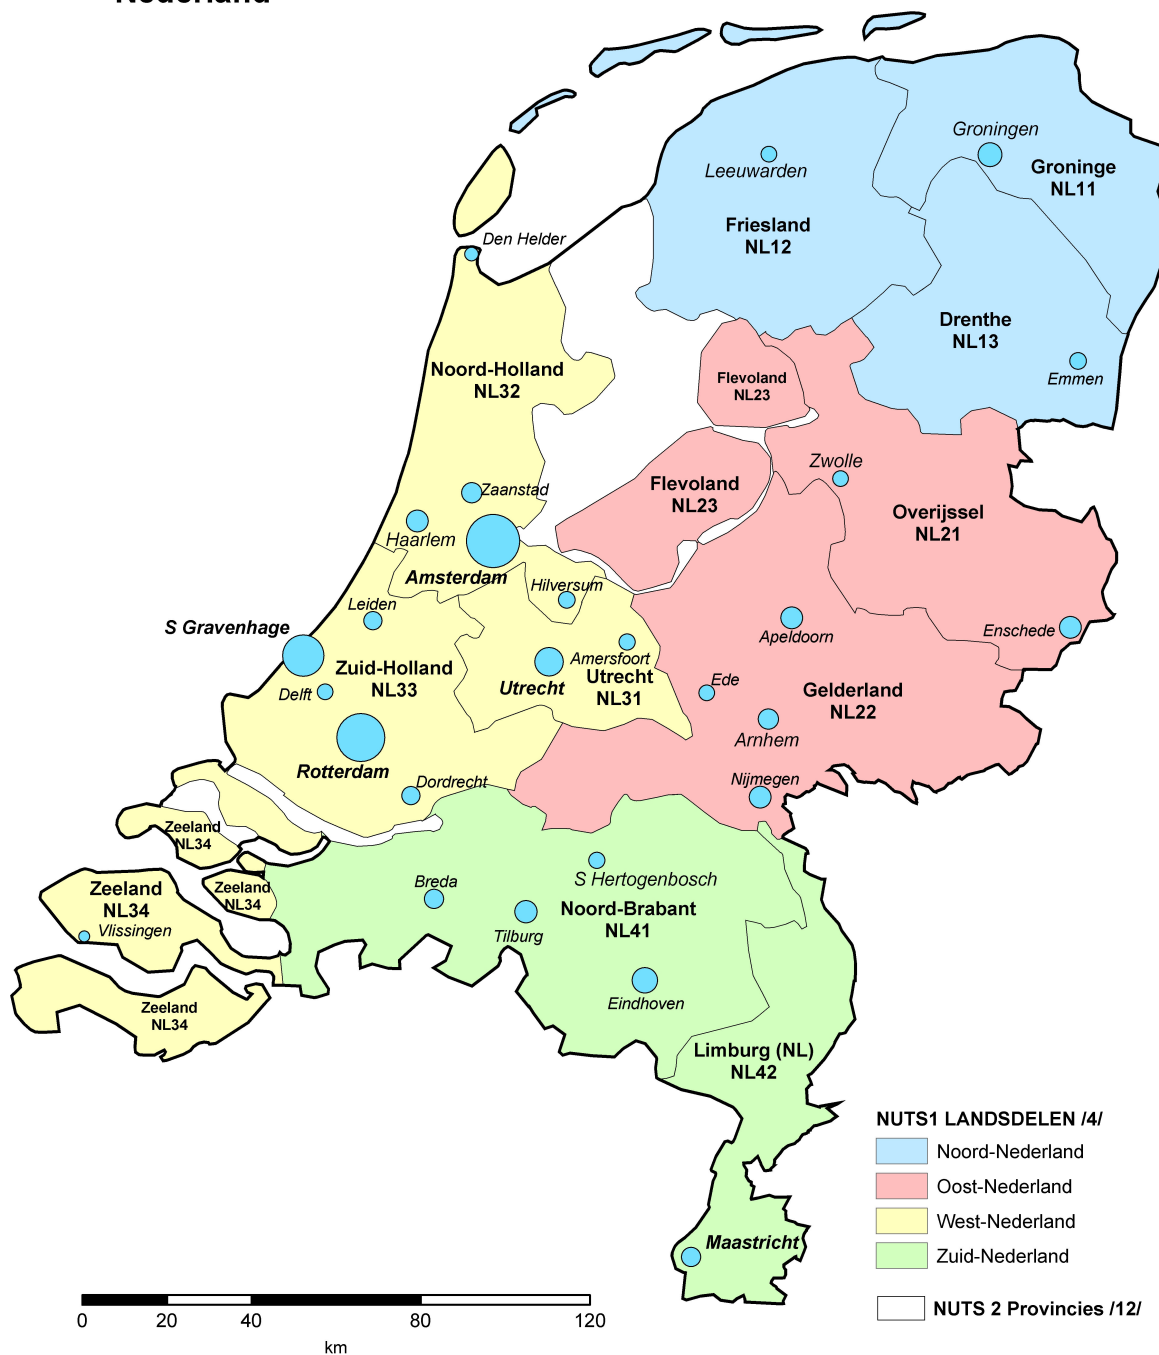 Nederland
Groningen
Leeuwarden
Groninge
NL11
Friesland
NL12
Den Helder
Drenthe
NL13
Noord-Holland
NL32
Emmen
Flevoland
NL23
Zwolle
Flevoland
NL23
Zaanstad
Overijssel
NL21
Haarlem
Amsterdam
Hilversum
Leiden
S Gravenhage
Apeldoorn
Enschede
Amersfoort
Zuid-Holland
NL33
Utrecht
NL31
Utrecht
Delft
Ede
Gelderland
NL22
Arnhem
Rotterdam
Dordrecht
Nijmegen
Zeeland
NL34
S Hertogenbosch
Breda
Zeeland
NL34
Zeeland
NL34
Vlissingen
Noord-Brabant
NL41
Tilburg
Eindhoven
Zeeland
NL34
Limburg (NL)
NL42
Maastricht
NUTS1 LANDSDELEN /4/
Noord-Nederland
Oost-Nederland
West-Nederland
Zuid-Nederland
NUTS 2 Provincies /12/
0 20 40 80 120
km